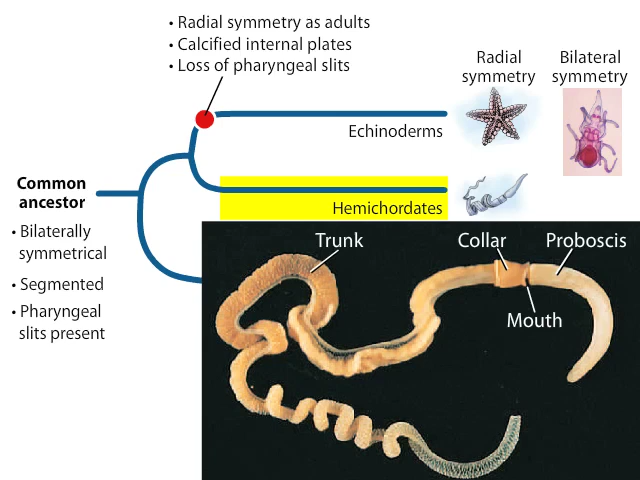 • Radial symmetry as adults
• Calcified internal plates
• Loss of pharyngeal slits
Radial
symmetry
Bilateral
symmetry
Echinoderms
Common
ancestor
Hemichordates
• Bilaterally
symmetrical
• Segmented
• Pharyngeal
slits present
Trunk
Collar
Proboscis
Mouth